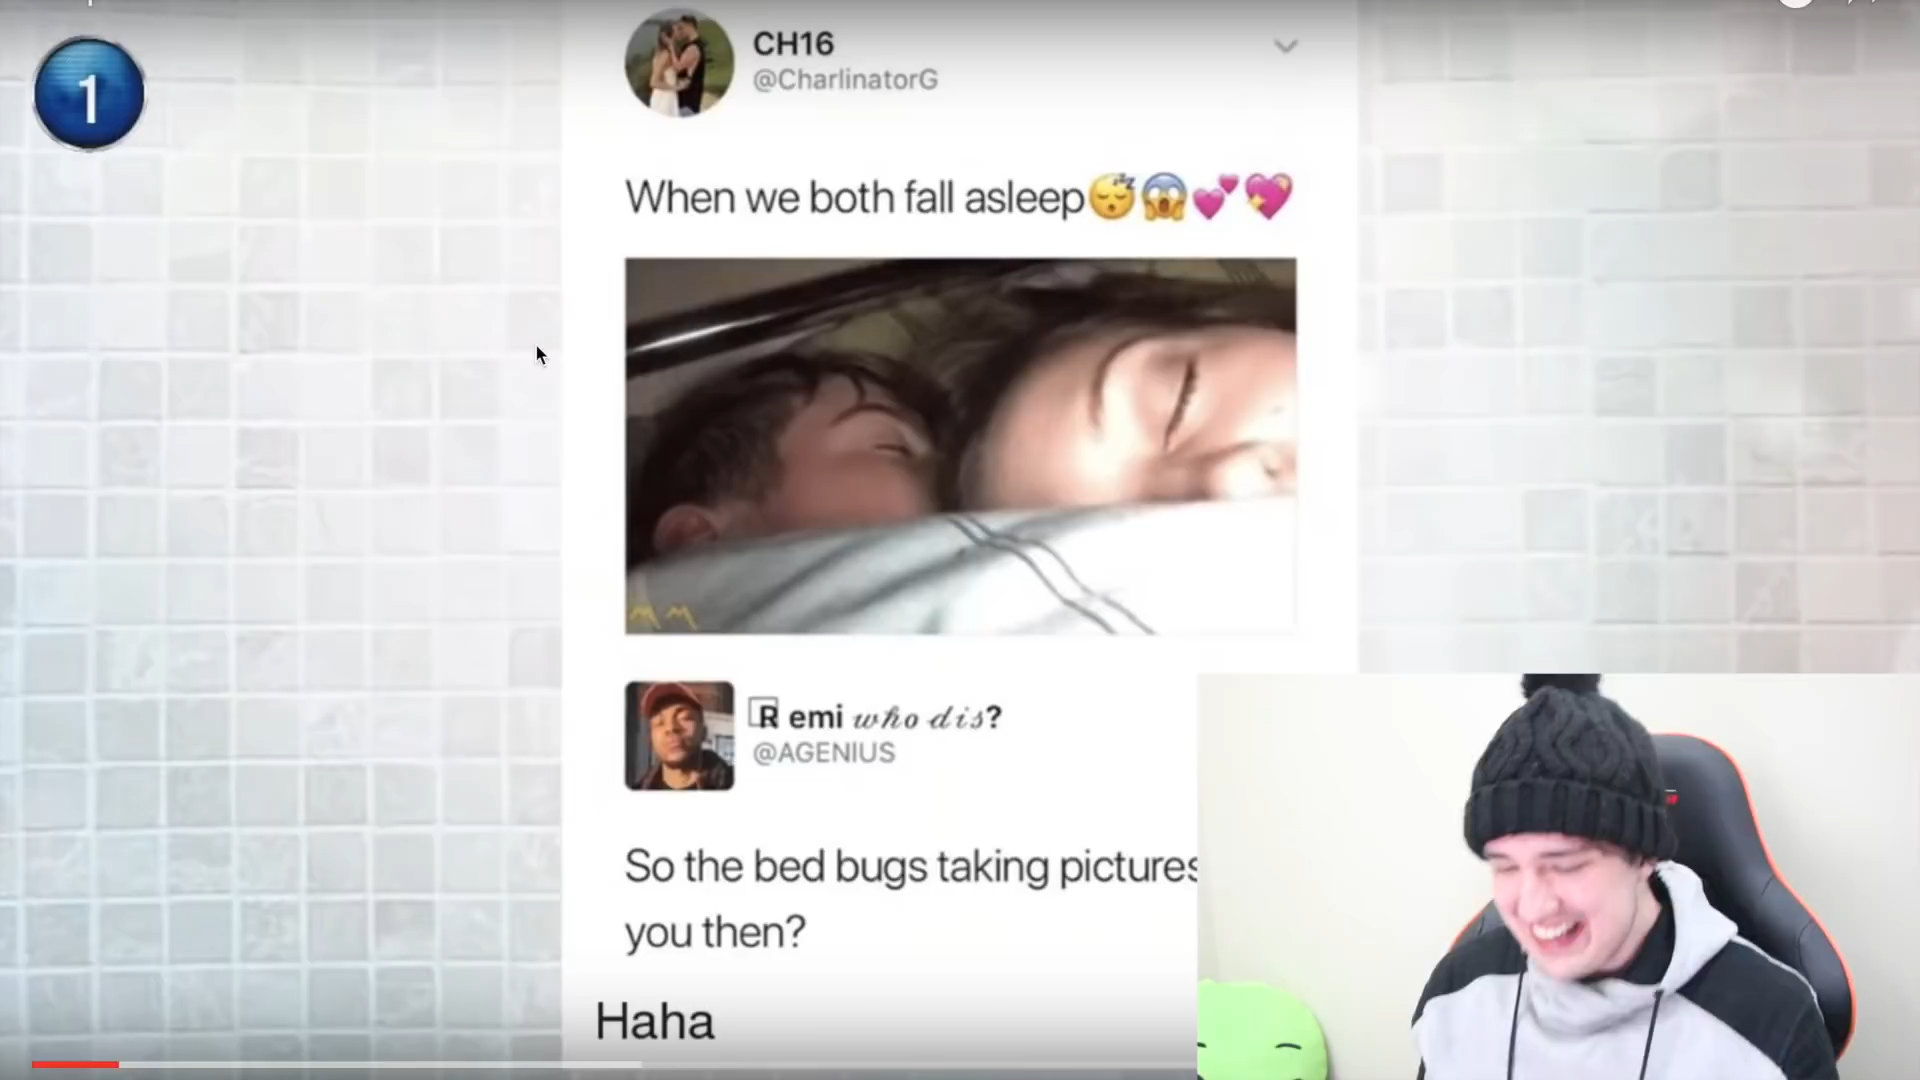 1
CH16
@CharlinatorG
When we both fall asleep😴😱💕💖
Remi who dis?
@AGENIUS
So the bed bugs taking pictures
you then?
Haha